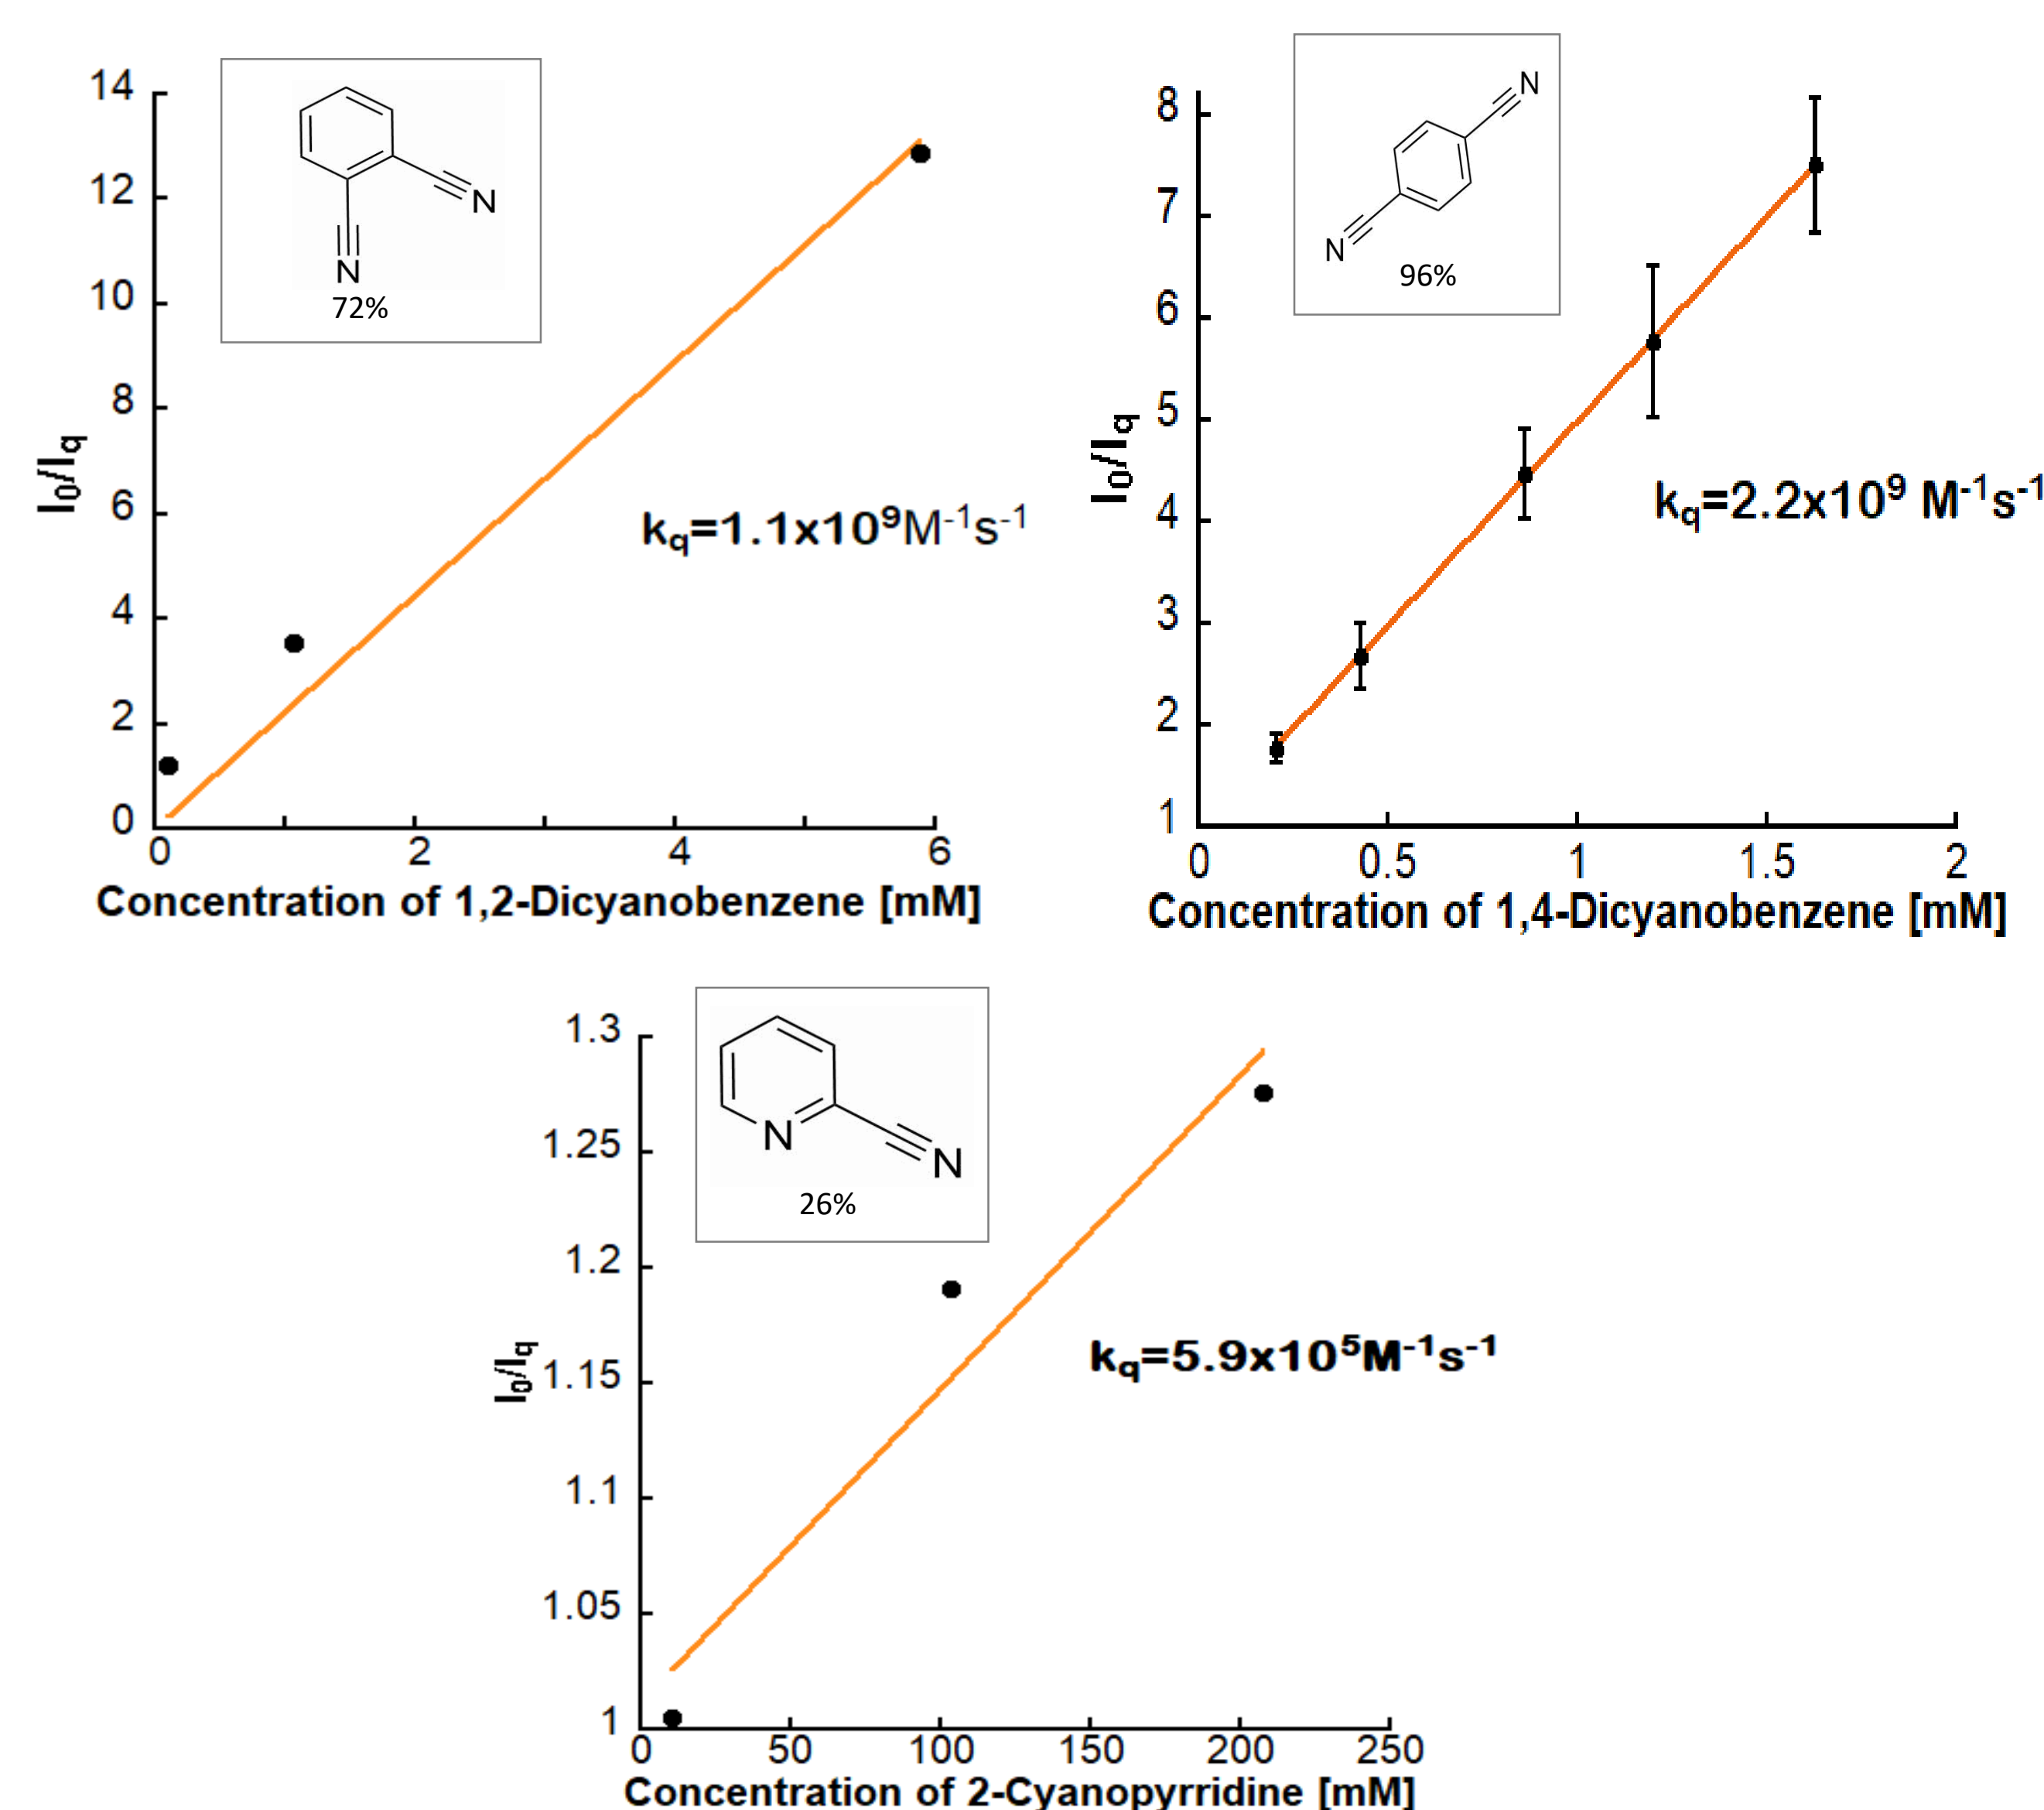 14
12
10
8
6
4
2
0
I0/Iq
N
N
72%
kq=1.1x10⁹M⁻¹s⁻¹
0 2 4 6
Concentration of 1,2-Dicyanobenzene [mM]
8
7
6
5
4
3
2
1
I0/Iq
N
N
96%
kq=2.2x10⁹ M⁻¹s⁻¹
0 0.5 1 1.5 2
Concentration of 1,4-Dicyanobenzene [mM]
1.3
1.25
1.2
1.15
1.1
1.05
1
I0/Iq
N
N
26%
kq=5.9x10⁵M⁻¹s⁻¹
0 50 100 150 200 250
Concentration of 2-Cyanopyrridine [mM]